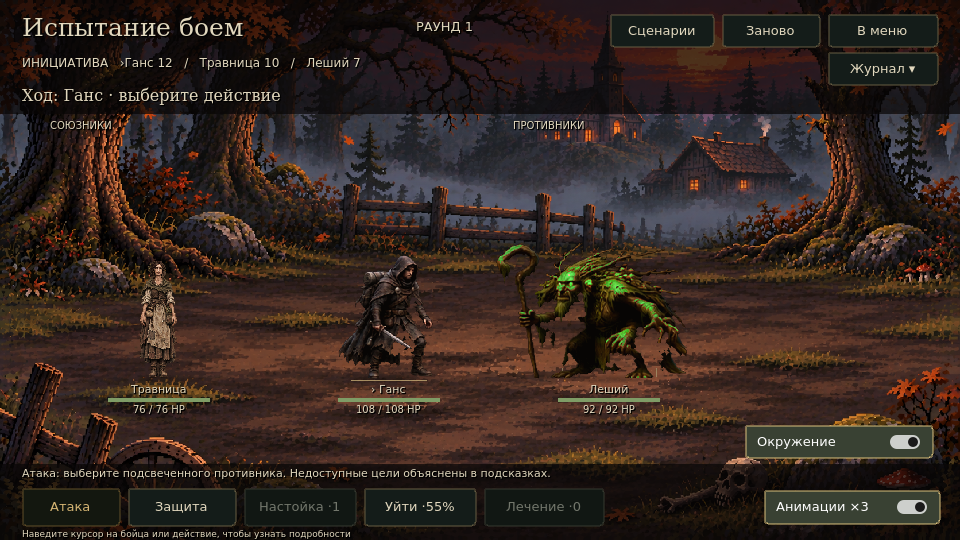 Испытание боем
РАУНД 1
Сценарии
Заново
В меню
ИНИЦИАТИВА ›Ганс 12 / Травница 10 / Леший 7
Журнал ▾
Ход: Ганс · выберите действие
СОЮЗНИКИ
ПРОТИВНИКИ
Травница
› Ганс
Леший
76 / 76 HP
108 / 108 HP
92 / 92 HP
Окружение
Атака: выберите подсвеченного противника. Недоступные цели объяснены в подсказках.
Атака
Защита
Настойка ·1
Уйти ·55%
Лечение ·0
Анимации ×3
Наведите курсор на бойца или действие, чтобы узнать подробности